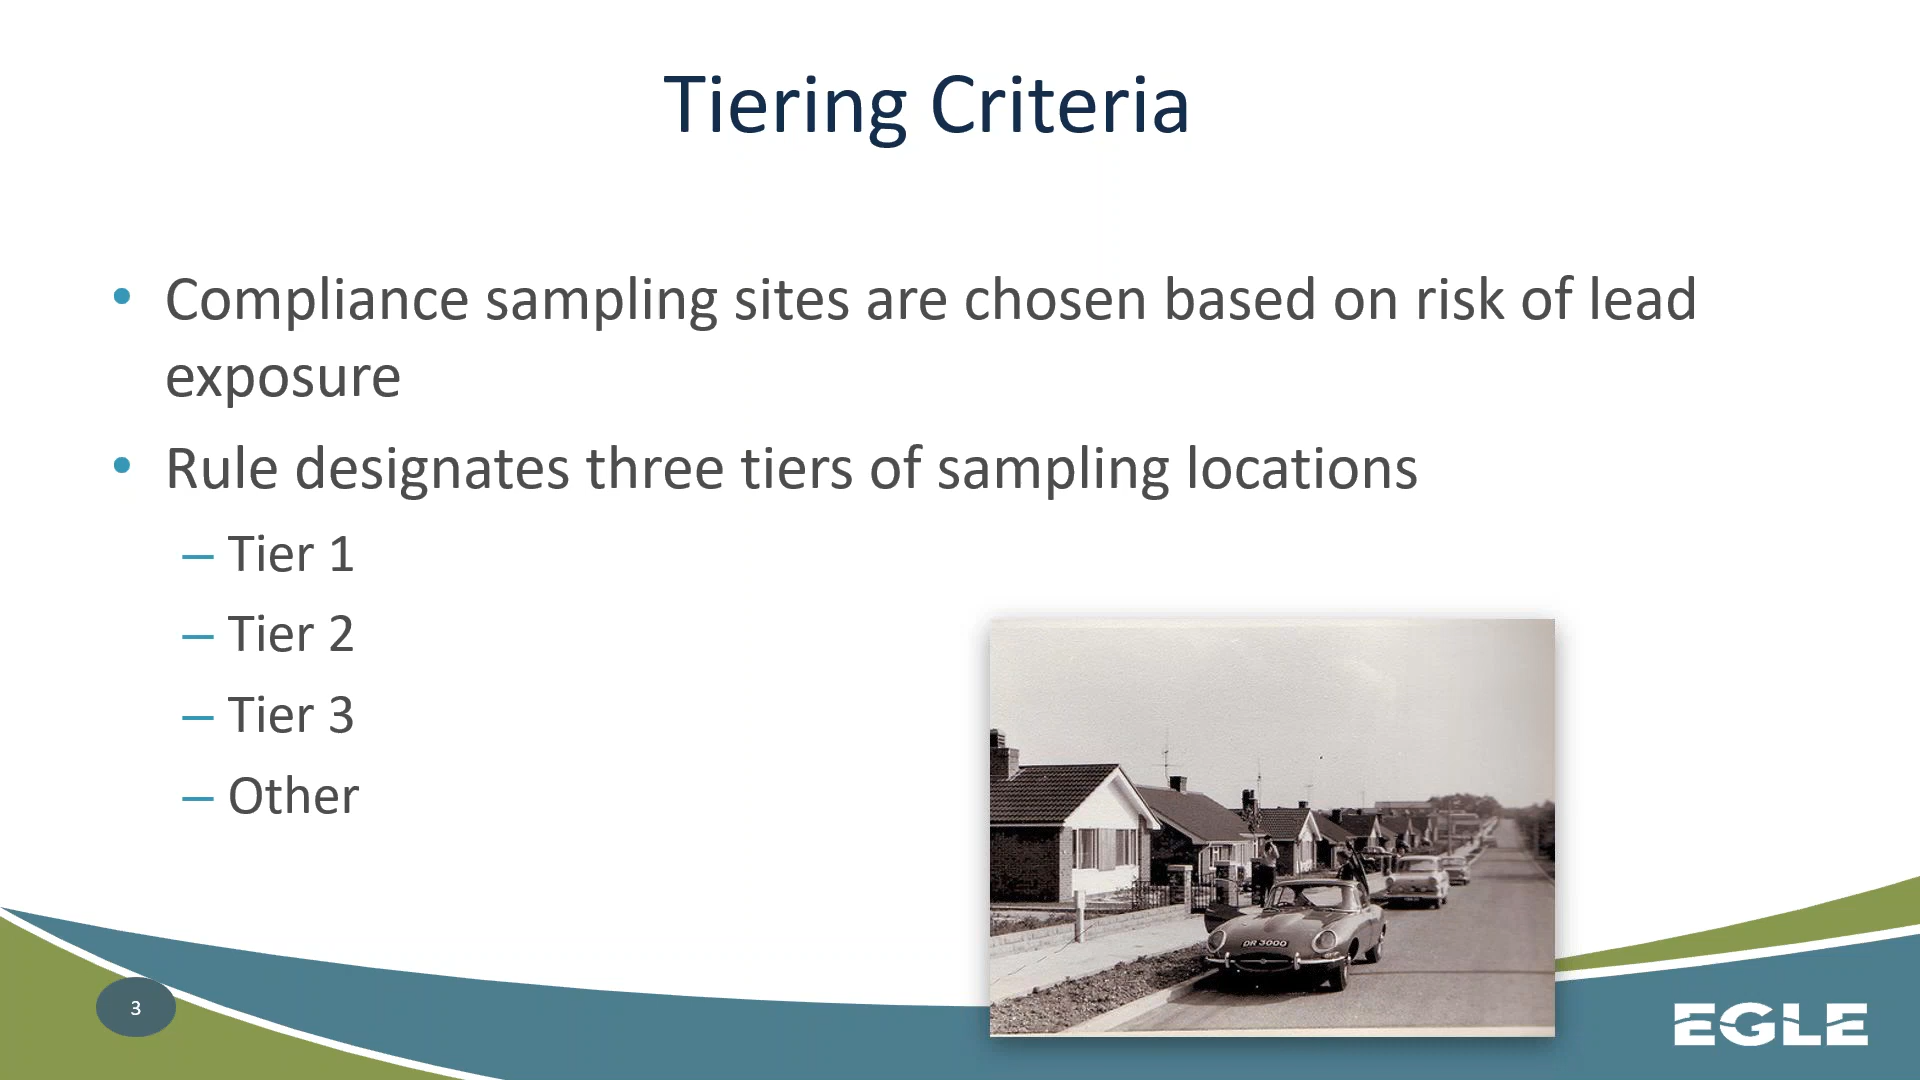 Tiering Criteria
• Compliance sampling sites are chosen based on risk of lead
exposure
• Rule designates three tiers of sampling locations
– Tier 1
– Tier 2
– Tier 3
– Other
DR 3000
3
EGLE